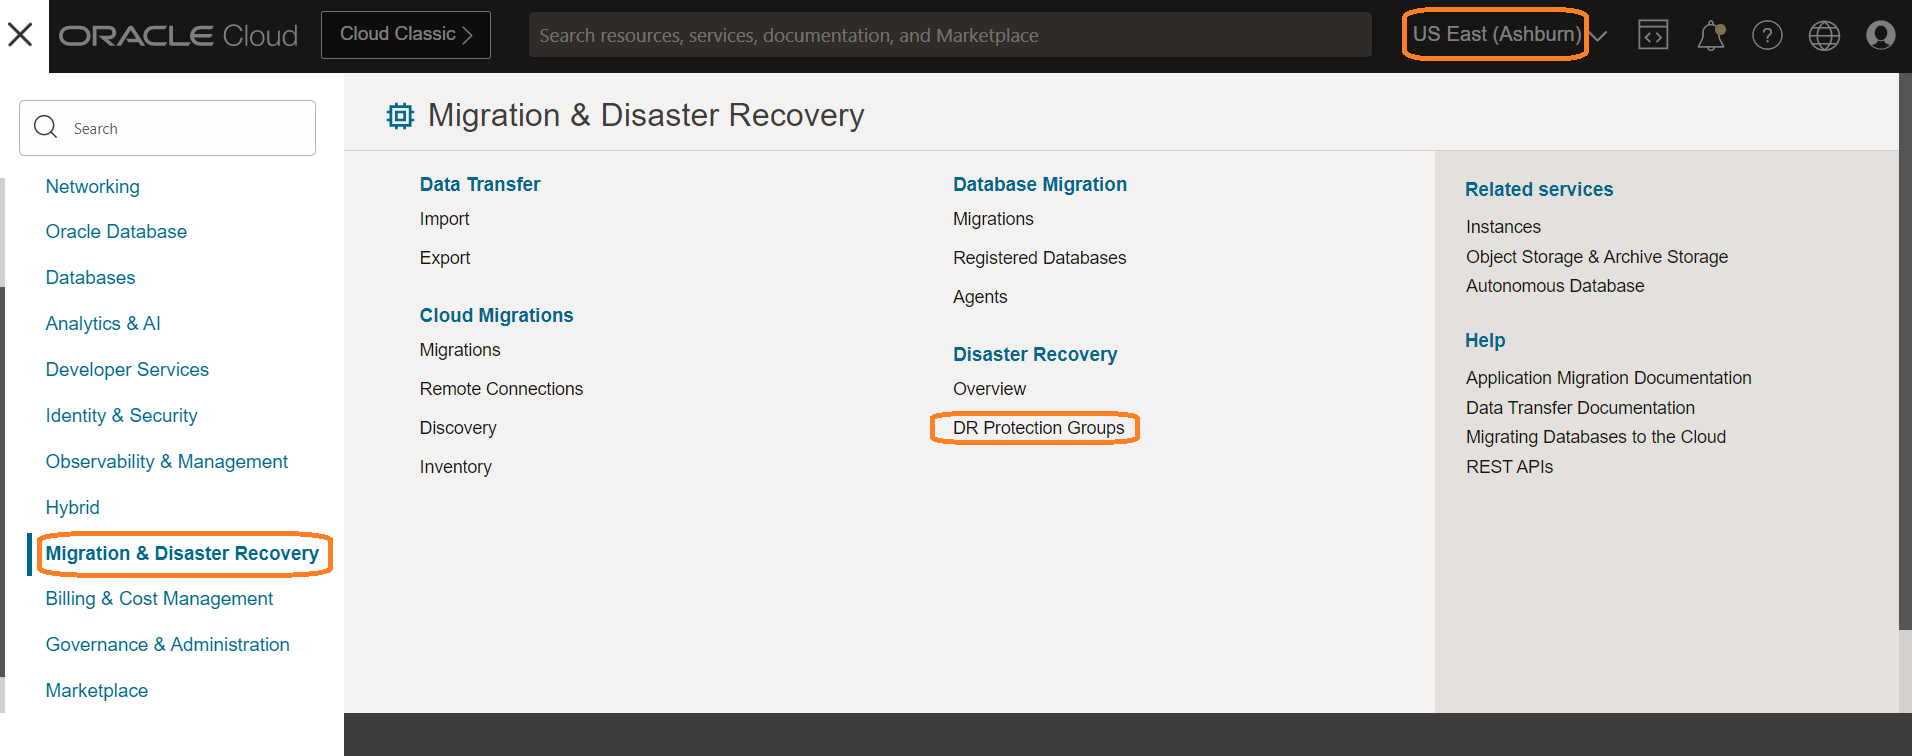 ORACLE Cloud
Cloud Classic
Search resources, services, documentation, and Marketplace
US East (Ashburn)
Search
Networking
Oracle Database
Databases
Analytics & AI
Developer Services
Identity & Security
Observability & Management
Hybrid
Migration & Disaster Recovery
Billing & Cost Management
Governance & Administration
Marketplace
Migration & Disaster Recovery
Data Transfer
Import
Export
Cloud Migrations
Migrations
Remote Connections
Discovery
Inventory
Database Migration
Migrations
Registered Databases
Agents
Disaster Recovery
Overview
DR Protection Groups
Related services
Instances
Object Storage & Archive Storage
Autonomous Database
Help
Application Migration Documentation
Data Transfer Documentation
Migrating Databases to the Cloud
REST APIs